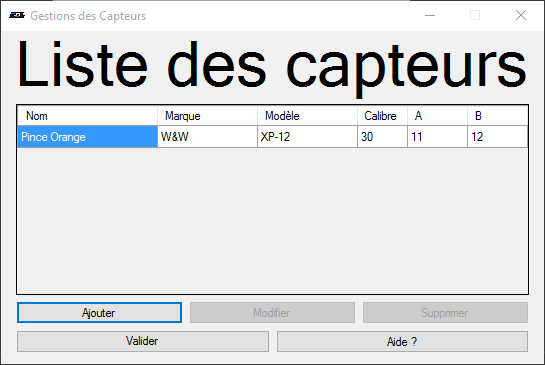 Gestions des Capteurs
Liste des capteurs
Nom Marque Modèle Calibre A B
Pince Orange W&W XP-12 30 11 12
Ajouter Modifier Supprimer
Valider Aide ?